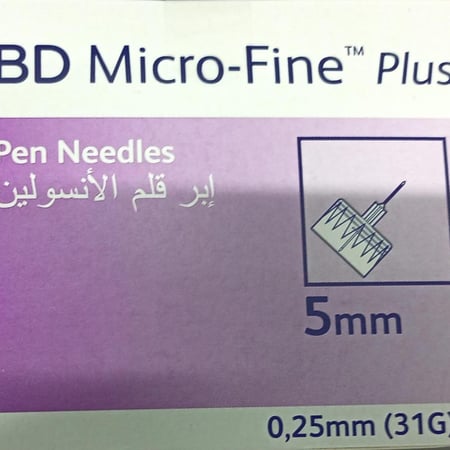 BD Micro-Fine™ Plus
Pen Needles
إبر قلم الأنسولين
5mm
0,25mm (31G)